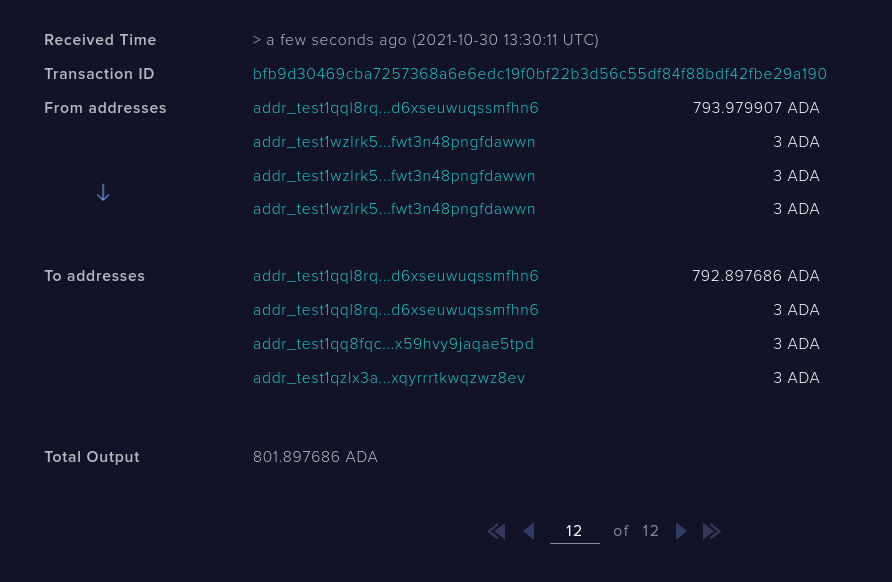 Received Time > a few seconds ago (2021-10-30 13:30:11 UTC)
Transaction ID bfb9d30469cba7257368a6e6edc19f0bf22b3d56c55df84f88bdf42fbe29a190
From addresses addr_test1qql8rq...d6xseuwuqssmfhn6 793.979907 ADA
addr_test1wzlrk5...fwt3n48pngfdawwn 3 ADA
addr_test1wzlrk5...fwt3n48pngfdawwn 3 ADA
addr_test1wzlrk5...fwt3n48pngfdawwn 3 ADA
To addresses addr_test1qql8rq...d6xseuwuqssmfhn6 792.897686 ADA
addr_test1qql8rq...d6xseuwuqssmfhn6 3 ADA
addr_test1qq8fqc...x59hvy9jaqae5tpd 3 ADA
addr_test1qzlx3a...xqyrrrtkwqzwz8ev 3 ADA
Total Output 801.897686 ADA
12 of 12